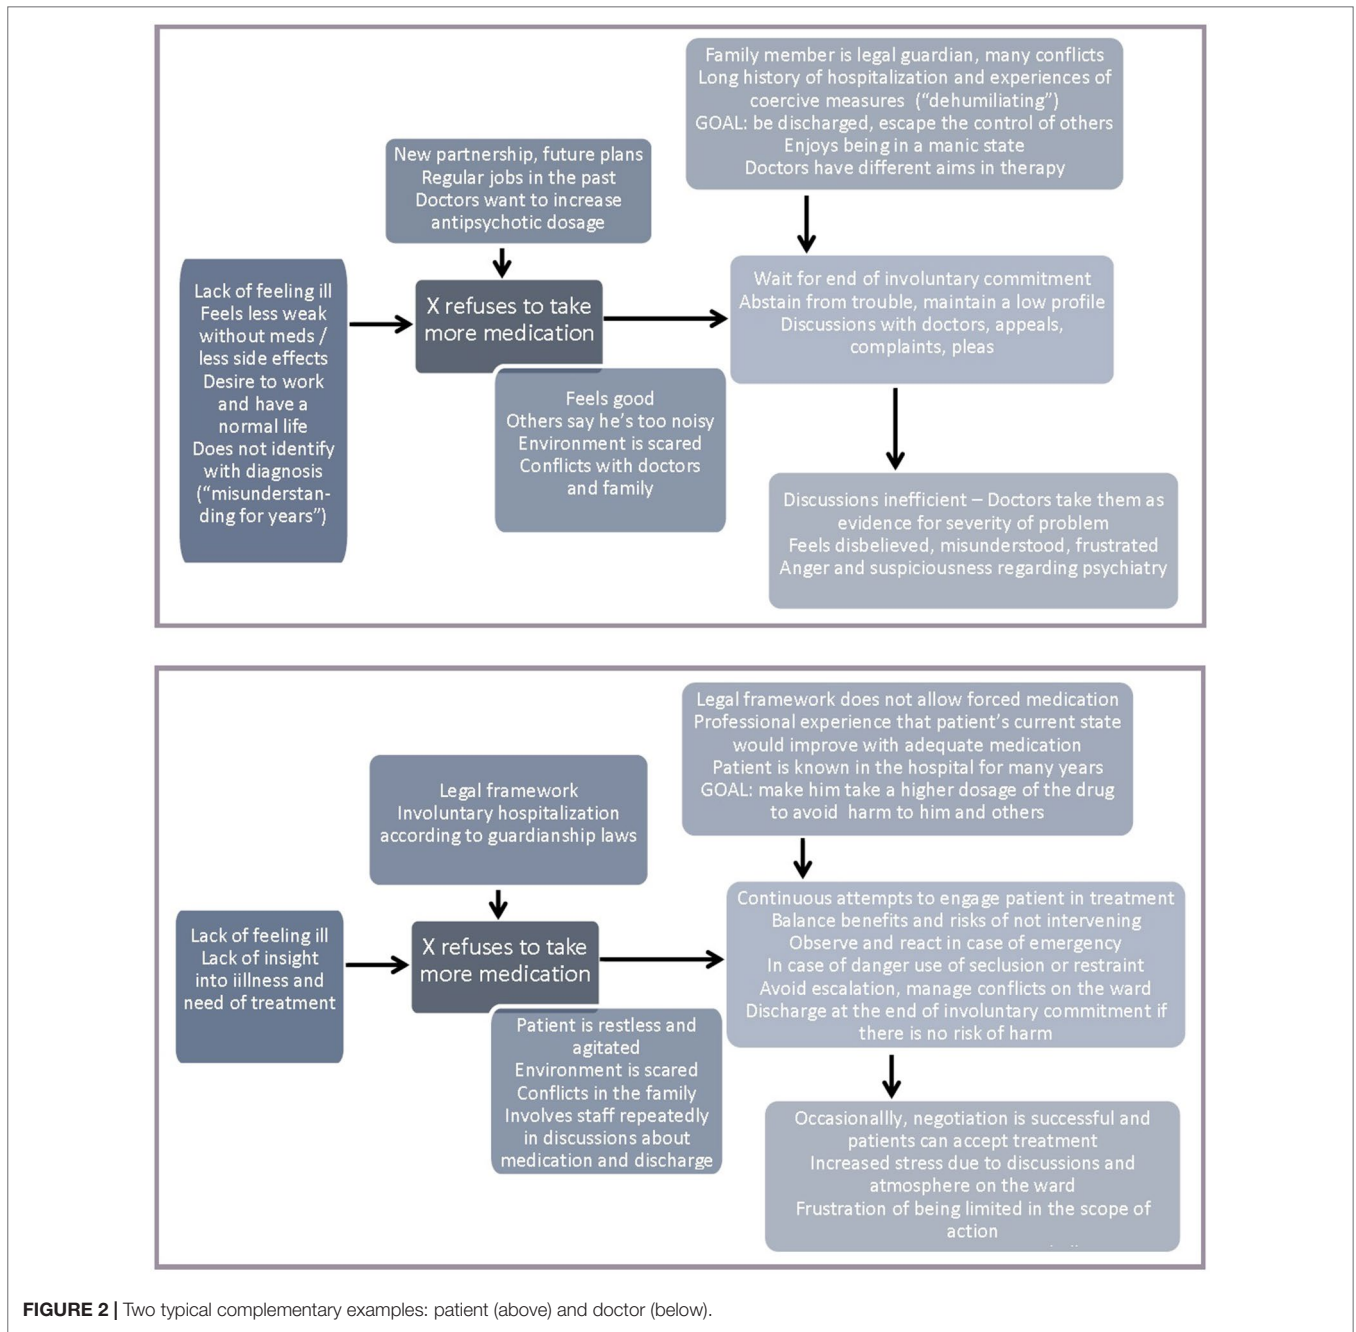 Family member is legal guardian, many conflicts
Long history of hospitalization and experiences of
coercive measures (“dehumiliating”)
GOAL: be discharged, escape the control of others
Enjoys being in a manic state
Doctors have different aims in therapy
New partnership, future plans
Regular jobs in the past
Doctors want to increase
antipsychotic dosage
Lack of feeling ill
Feels less weak
without meds /
less side effects
Desire to work
and have a
normal life
Does not identify
with diagnosis
(“misunderstan-
ding for years”)
X refuses to take
more medication
Wait for end of involuntary commitment
Abstain from trouble, maintain a low profile
Discussions with doctors, appeals,
complaints, pleas
Feels good
Others say he’s too noisy
Environment is scared
Conflicts with doctors
and family
Discussions inefficient – Doctors take them as
evidence for severity of problem
Feels disbelieved, misunderstood, frustrated
Anger and suspiciousness regarding psychiatry
Legal framework does not allow forced medication
Professional experience that patient’s current state
would improve with adequate medication
Patient is known in the hospital for many years
GOAL: make him take a higher dosage of the drug
to avoid harm to him and others
Legal framework
Involuntary hospitalization
according to guardianship laws
Lack of feeling ill
Lack of insight
into iillness and
need of treatment
X refuses to take
more medication
Continuous attempts to engage patient in treatment
Balance benefits and risks of not intervening
Observe and react in case of emergency
In case of danger use of seclusion or restraint
Avoid escalation, manage conflicts on the ward
Discharge at the end of involuntary commitment if
there is no risk of harm
Patient is restless and
agitated
Environment is scared
Conflicts in the family
Involves staff repeatedly
in discussions about
medication and discharge
Occasionallly, negotiation is successful and
patients can accept treatment
Increased stress due to discussions and
atmosphere on the ward
Frustration of being limited in the scope of
action
FIGURE 2 | Two typical complementary examples: patient (above) and doctor (below).